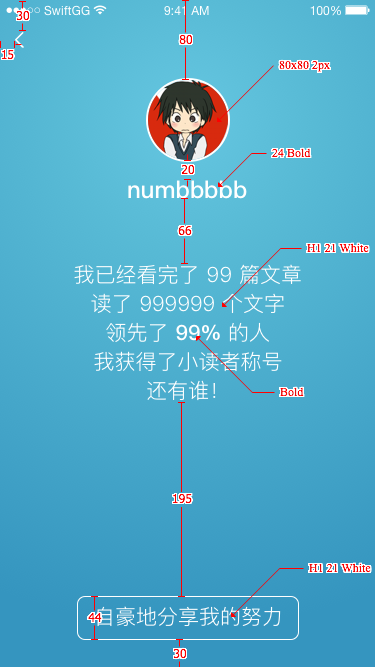 SwiftGG 9:41 AM 100%
30
15
80
80x80 2px
20
24 Bold
numbbbbb
66
H1 21 White
我已经看完了 99 篇文章
读了 999999 个文字
领先了 99% 的人
我获得了小读者称号
还有谁！
Bold
195
H1 21 White
44
自豪地分享我的努力
30